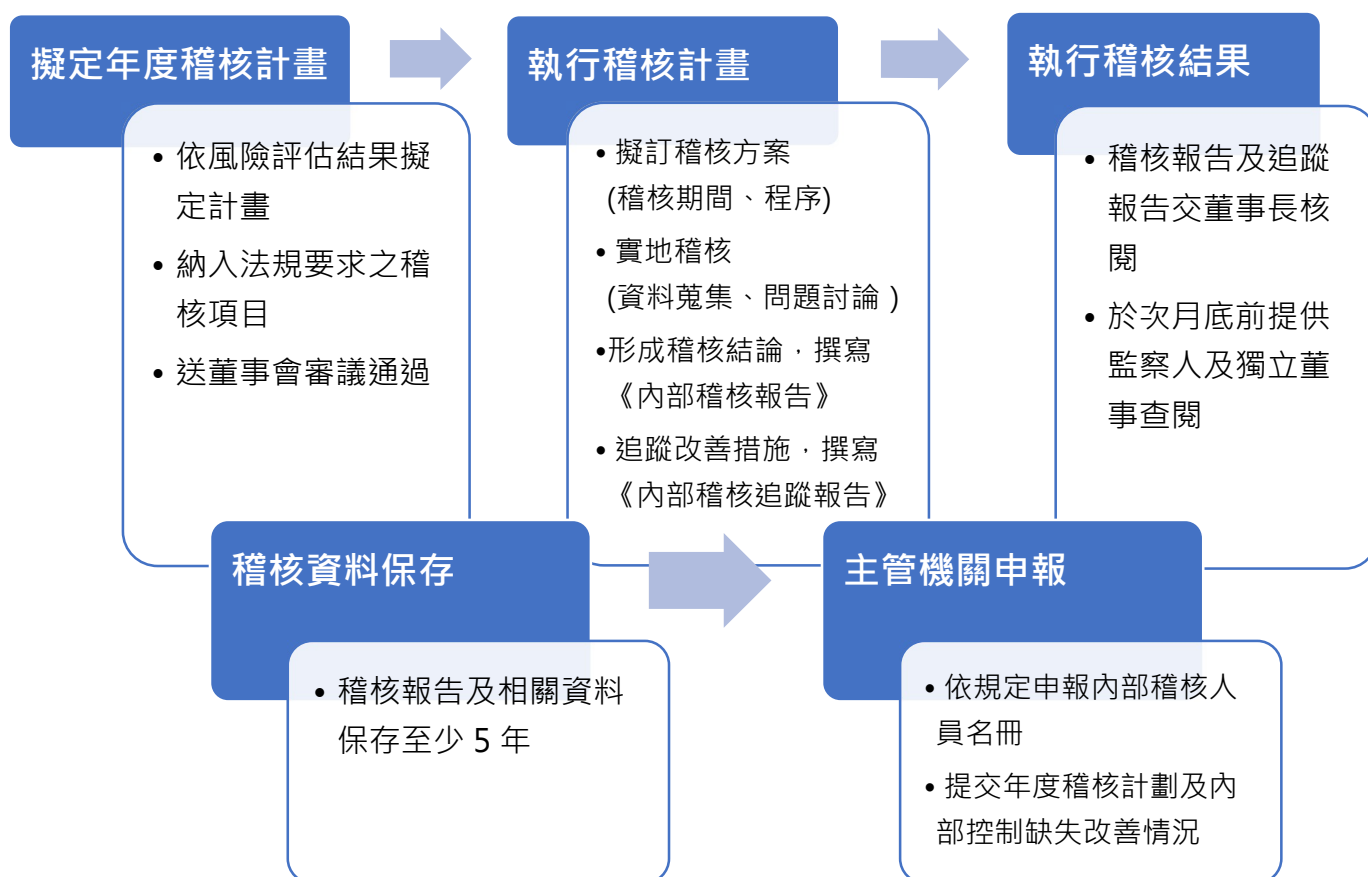 擬定年度稽核計畫
• 依風險評估結果擬
定計畫
• 納入法規要求之稽
核項目
• 送董事會審議通過
執行稽核計畫
• 擬訂稽核方案
(稽核期間、程序)
• 實地稽核
(資料蒐集、問題討論 )
•形成稽核結論，撰寫
《內部稽核報告》
• 追蹤改善措施，撰寫
《內部稽核追蹤報告》
執行稽核結果
• 稽核報告及追蹤
報告交董事長核
閱
• 於次月底前提供
監察人及獨立董
事查閱
稽核資料保存
• 稽核報告及相關資料
保存至少 5 年
主管機關申報
• 依規定申報內部稽核人
員名冊
• 提交年度稽核計劃及內
部控制缺失改善情況